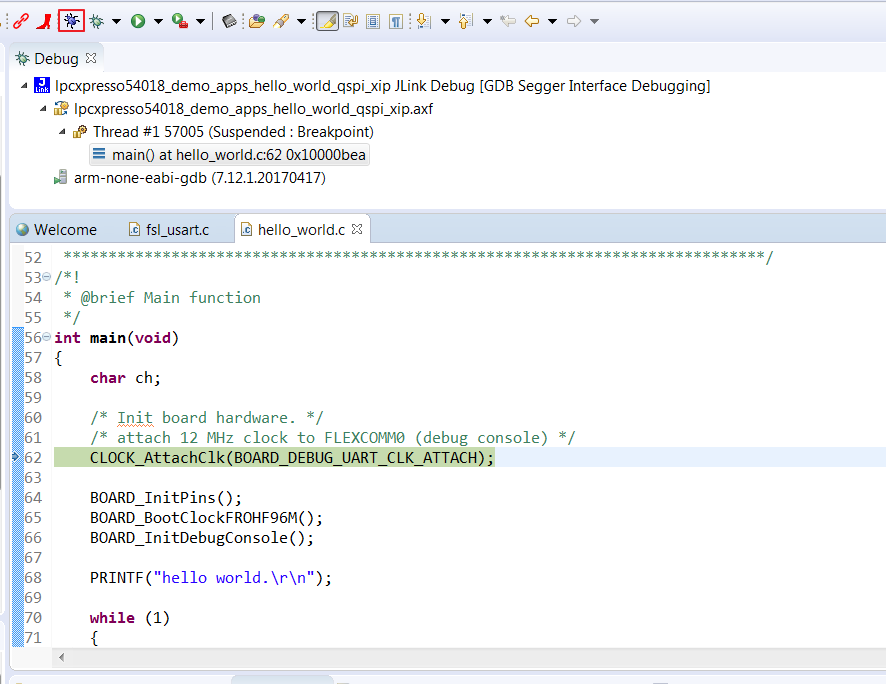 Debug
J
Link
lpcxpresso54018_demo_apps_hello_world_qspi_xip JLink Debug [GDB Segger Interface Debugging]
lpcxpresso54018_demo_apps_hello_world_qspi_xip.axf
Thread #1 57005 (Suspended : Breakpoint)
main() at hello_world.c:62 0x10000bea
arm-none-eabi-gdb (7.12.1.20170417)
Welcome fsl_usart.c hello_world.c
52 ******************************************************************************/
53 /*!
54 * @brief Main function
55 */
56 int main(void)
57 {
58 char ch;
59
60 /* Init board hardware. */
61 /* attach 12 MHz clock to FLEXCOMM0 (debug console) */
62 CLOCK_AttachClk(BOARD_DEBUG_UART_CLK_ATTACH);
63
64 BOARD_InitPins();
65 BOARD_BootClockFROHF96M();
66 BOARD_InitDebugConsole();
67
68 PRINTF("hello world.\r\n");
69
70 while (1)
71 {